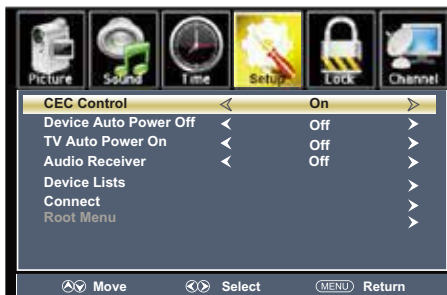 Picture Sound Time Setup Lock Channel
CEC Control On
Device Auto Power Off Off
TV Auto Power On Off
Audio Receiver Off
Device Lists
Connect
Root Menu
Move Select MENU Return